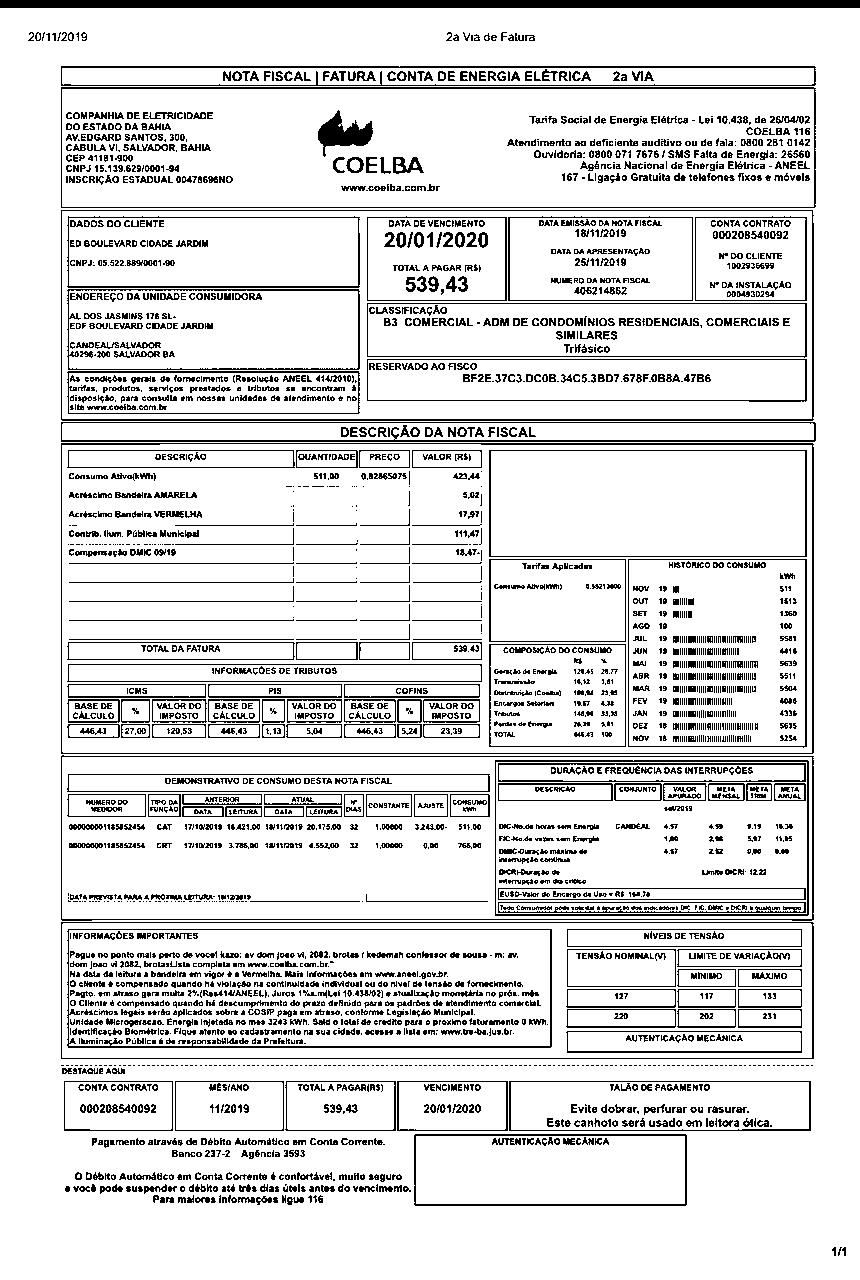 20/11/2019 2a Via de Fatura
NOTA FISCAL | FATURA | CONTA DE ENERGIA ELÉTRICA 2a VIA
COMPANHIA DE ELETRICIDADE
DO ESTADO DA BAHIA
AV.EDGARD SANTOS, 300,
CABULA VI, SALVADOR, BAHIA
CEP 41181-900
CNPJ 15.139.629/0001-94
INSCRIÇÃO ESTADUAL 00478696NO
COELBA
www.coelba.com.br
Tarifa Social de Energia Elétrica - Lei 10.438, de 26/04/02
COELBA 116
Atendimento ao deficiente auditivo ou de fala: 0800 281 0142
Ouvidoria: 0800 071 7676 / SMS Falta de Energia: 26560
Agência Nacional de Energia Elétrica - ANEEL
167 - Ligação Gratuita de telefones fixos e móveis
DADOS DO CLIENTE
ED BOULEVARD CIDADE JARDIM
CNPJ: 05.522.889/0001-90
ENDEREÇO DA UNIDADE CONSUMIDORA
AL DOS JASMINS 176 SL-
EDF BOULEVARD CIDADE JARDIM
CANDEAL/SALVADOR
40296-200 SALVADOR BA
As condições gerais de fornecimento (Resolução ANEEL 414/2010),
tarifas, produtos, serviços prestados e tributos se encontram à
disposição, para consulta em nossas unidades de atendimento e no
site www.coelba.com.br
DATA DE VENCIMENTO
20/01/2020
TOTAL A PAGAR (R$)
539,43
DATA EMISSÃO DA NOTA FISCAL
18/11/2019
DATA DA APRESENTAÇÃO
25/11/2019
NUMERO DA NOTA FISCAL
406214862
CONTA CONTRATO
000208540092
Nº DO CLIENTE
1002936699
Nº DA INSTALAÇÃO
0004930294
CLASSIFICAÇÃO
B3 COMERCIAL - ADM DE CONDOMÍNIOS RESIDENCIAIS, COMERCIAIS E
SIMILARES
Trifásico
RESERVADO AO FISCO
BF2E.37C3.DC0B.34C5.3BD7.678F.0B8A.47B6
DESCRIÇÃO DA NOTA FISCAL
DESCRIÇÃO QUANTIDADE PREÇO VALOR (R$)
Consumo Ativo(kWh) 511,00 0,82865075 423,44
Acréscimo Bandeira AMARELA 5,02
Acréscimo Bandeira VERMELHA 17,97
Contrib. Ilum. Pública Municipal 111,47
Compensação DMIC 09/19 18,47-
TOTAL DA FATURA 539,43
INFORMAÇÕES DE TRIBUTOS
ICMS PIS COFINS
BASE DE CÁLCULO % VALOR DO IMPOSTO BASE DE CÁLCULO % VALOR DO IMPOSTO BASE DE CÁLCULO % VALOR DO IMPOSTO
446,43 27,00 120,53 446,43 1,13 5,04 446,43 5,24 23,39
Tarifas Aplicadas
Consumo Ativo(kWh)
COMPOSIÇÃO DO CONSUMO
R$ %
Geração de Energia 128,45 28,77
Transmissão 16,12 3,61
Distribuição (Coelba)
Encargos Setoriais
Tributos
Perdas de Energia
TOTAL 446,43 100
HISTÓRICO DO CONSUMO
kWh
NOV 19 511
OUT 19 1613
SET 19 1360
AGO 19 100
JUL 19 5581
JUN 19 4416
MAI 19 5639
ABR 19 5511
MAR 19 5504
FEV 19 4086
JAN 19 4336
DEZ 18 5635
NOV 18 5254
DEMONSTRATIVO DE CONSUMO DESTA NOTA FISCAL
NUMERO DO MEDIDOR TIPO DA FUNÇÃO ANTERIOR DATA LEITURA ATUAL DATA LEITURA Nº DIAS CONSTANTE AJUSTE CONSUMO kWh
000000001185852454 CAT 17/10/2019 16.421,00 18/11/2019 20.175,00 32 1,00000 3.243,00- 511,00
000000001185852454 CRT 17/10/2019 3.786,00 18/11/2019 4.552,00 32 1,00000 0,00 766,00
DATA PREVISTA PARA A PRÓXIMA LEITURA: 18/12/2019
DURAÇÃO E FREQUÊNCIA DAS INTERRUPÇÕES
DESCRIÇÃO CONJUNTO VALOR APURADO META MENSAL META TRIM META ANUAL
set/2019
DIC-No.de horas sem Energia CANDEAL 4,57 4,59 9,19 18,38
FIC-No.de vezes sem Energia 1,00 2,98 5,97 11,95
DMIC-Duração máxima de
interrupção contínua 4,57 2,52 0,00 0,00
DICRI-Duração de
interrupção em dia crítico Limite DICRI: 12,22
EUSD-Valor do Encargo de Uso = R$
Todo Consumidor pode solicitar a apuração dos indicadores DIC, FIC, DMIC e DICRI a qualquer tempo
INFORMAÇÕES IMPORTANTES
Pague no ponto mais perto de voce! kazo: av dom joao vi, 2082, brotas / kedemah confessor de sousa - m: av.
dom joao vi 2082, brotasLista completa em www.coelba.com.br."
Na data da leitura a bandeira em vigor é a Vermelha. Mais informações em www.aneel.gov.br.
O cliente é compensado quando há violação na continuidade individual ou do nível de tensão de fornecimento.
Pagto. em atraso gera multa 2%(Res414/ANEEL), Juros 1%a.m(Lei 10.438/02) e atualização monetária no próx. mês
O Cliente é compensado quando há descumprimento do prazo definido para os padrões de atendimento comercial.
Acréscimos legais serão aplicados sobre a COSIP paga em atraso, conforme Legislação Municipal.
Unidade Microgeracao. Energia injetada no mes 3243 kWh. Saldo total de credito para o proximo faturamento 0 kWh.
Identificação Biométrica. Fique atento ao cadastramento na sua cidade, acesse a lista em: www.tre-ba.jus.br.
A Iluminação Pública é de responsabilidade da Prefeitura.
NÍVEIS DE TENSÃO
TENSÃO NOMINAL(V) LIMITE DE VARIAÇÃO(V)
MÍNIMO MÁXIMO
127 117 133
220 202 231
AUTENTICAÇÃO MECÂNICA
DESTAQUE AQUI
CONTA CONTRATO MÊS/ANO TOTAL A PAGAR(R$) VENCIMENTO TALÃO DE PAGAMENTO
000208540092 11/2019 539,43 20/01/2020 Evite dobrar, perfurar ou rasurar.
Este canhoto será usado em leitora ótica.
Pagamento através de Débito Automático em Conta Corrente.
Banco 237-2 Agência 3593
AUTENTICAÇÃO MECÂNICA
O Débito Automático em Conta Corrente é confortável, muito seguro
e você pode suspender o débito até três dias úteis antes do vencimento.
Para maiores informações ligue 116
1/1